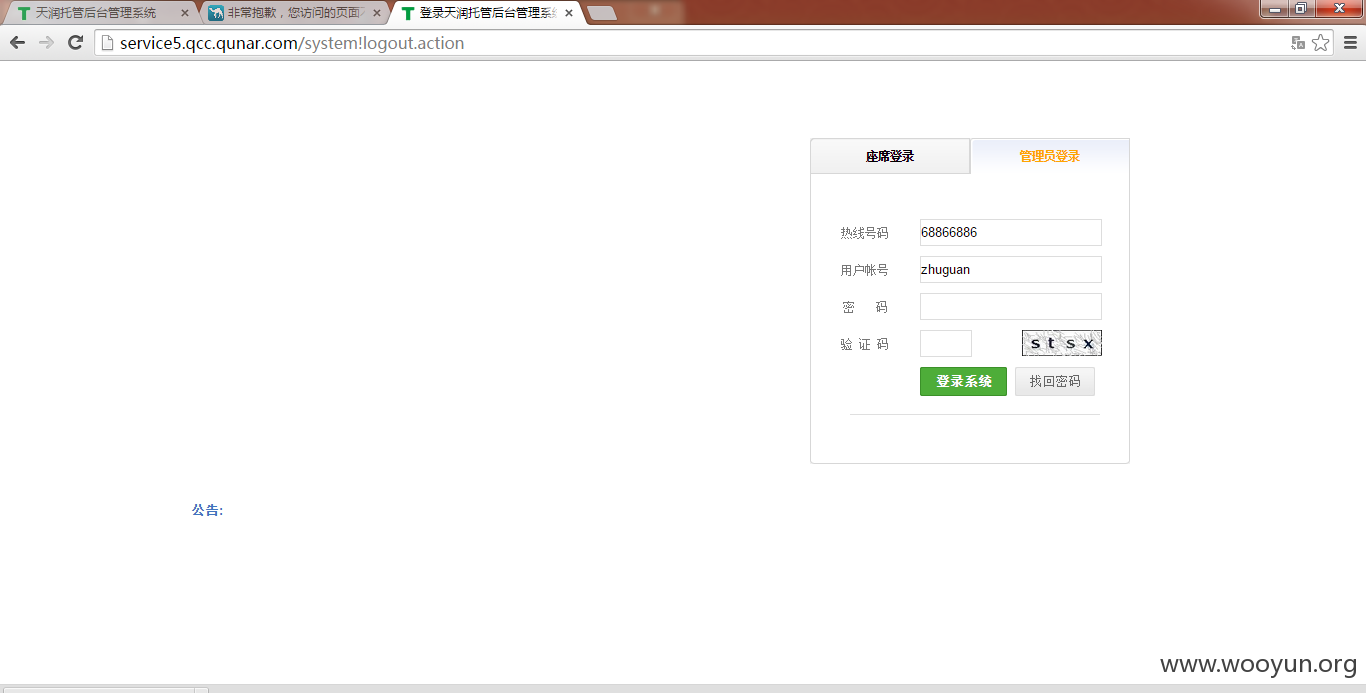 天润托管后台管理系统
非常抱歉，您访问的页面
登录天润托管后台管理系
service5.qcc.qunar.com/system!logout.action
座席登录 管理员登录
热线号码 68866886
用户帐号 zhuguan
密 码
验 证 码 s t s x
登录系统 找回密码
公告:
www.wooyun.org